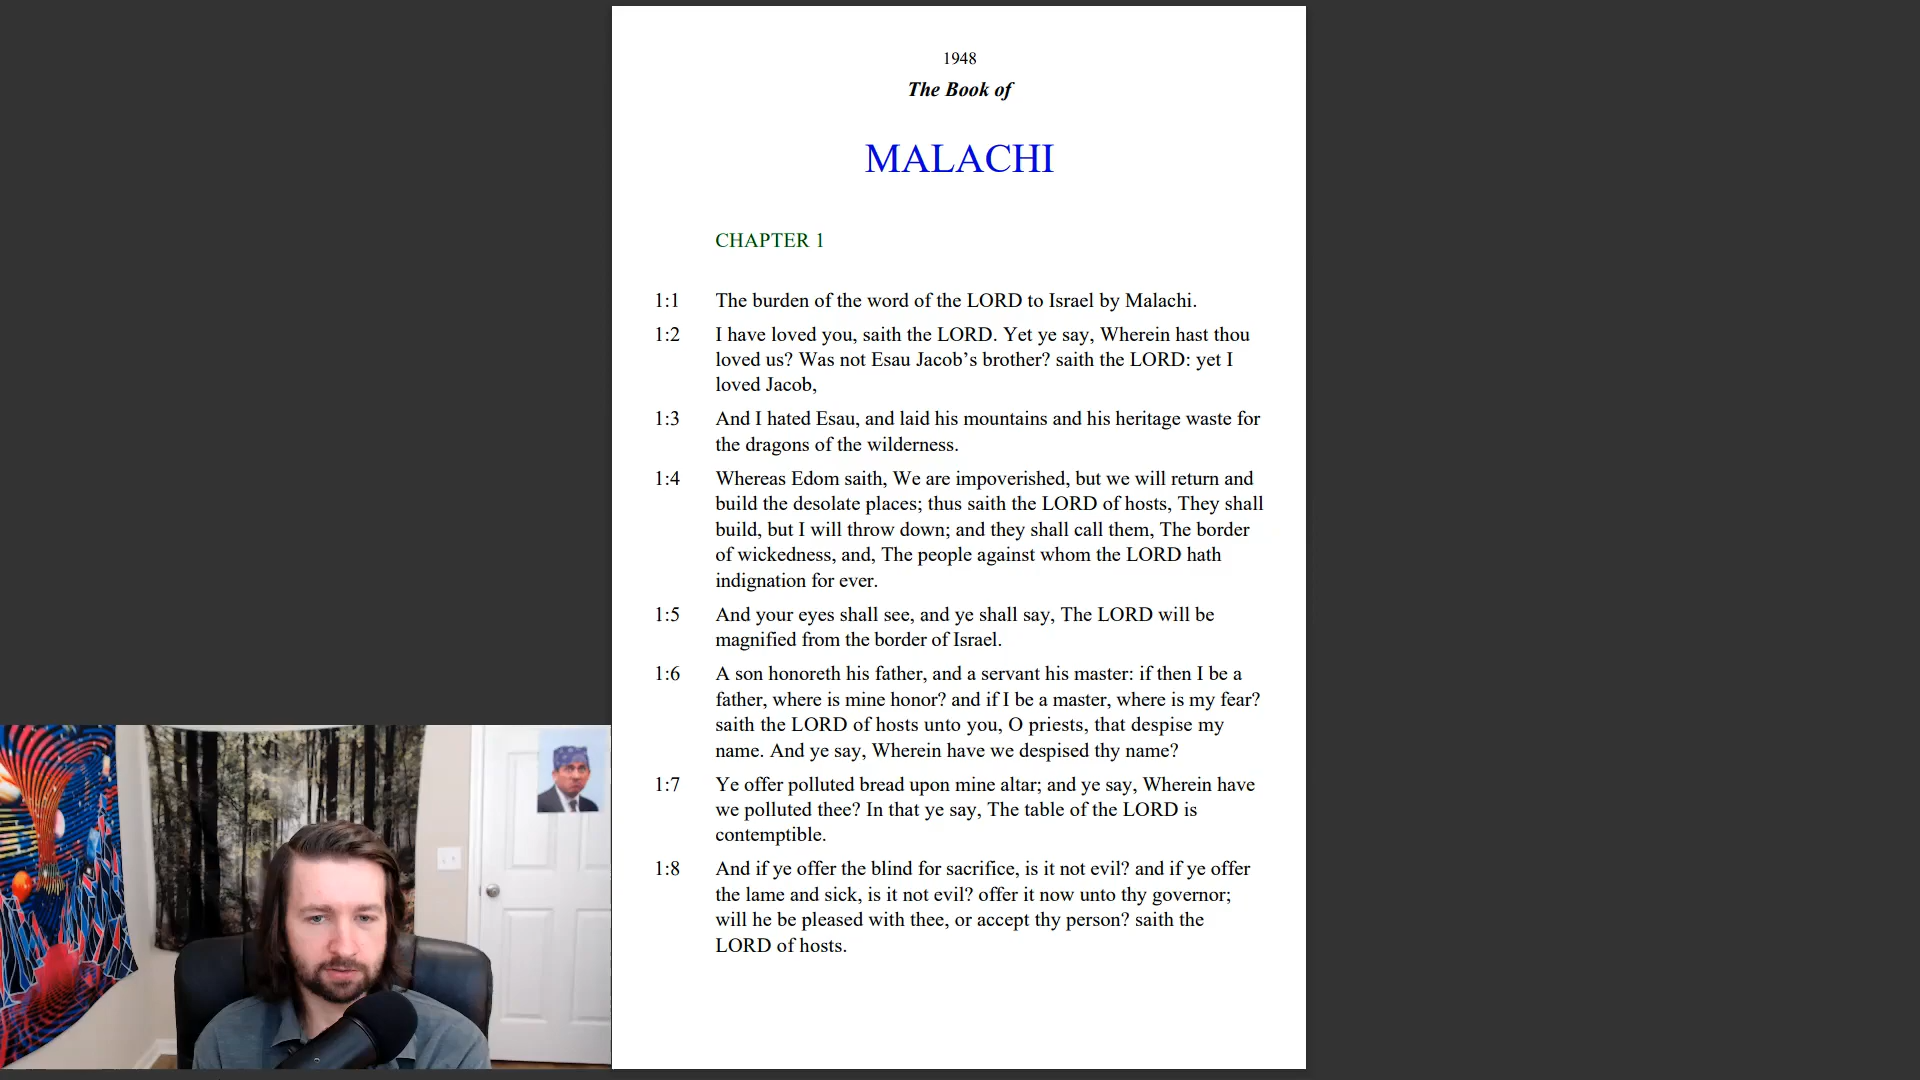 1948
The Book of
MALACHI
CHAPTER 1
1:1 The burden of the word of the LORD to Israel by Malachi.
1:2 I have loved you, saith the LORD. Yet ye say, Wherein hast thou
loved us? Was not Esau Jacob’s brother? saith the LORD: yet I
loved Jacob,
1:3 And I hated Esau, and laid his mountains and his heritage waste for
the dragons of the wilderness.
1:4 Whereas Edom saith, We are impoverished, but we will return and
build the desolate places; thus saith the LORD of hosts, They shall
build, but I will throw down; and they shall call them, The border
of wickedness, and, The people against whom the LORD hath
indignation for ever.
1:5 And your eyes shall see, and ye shall say, The LORD will be
magnified from the border of Israel.
1:6 A son honoreth his father, and a servant his master: if then I be a
father, where is mine honor? and if I be a master, where is my fear?
saith the LORD of hosts unto you, O priests, that despise my
name. And ye say, Wherein have we despised thy name?
1:7 Ye offer polluted bread upon mine altar; and ye say, Wherein have
we polluted thee? In that ye say, The table of the LORD is
contemptible.
1:8 And if ye offer the blind for sacrifice, is it not evil? and if ye offer
the lame and sick, is it not evil? offer it now unto thy governor;
will he be pleased with thee, or accept thy person? saith the
LORD of hosts.